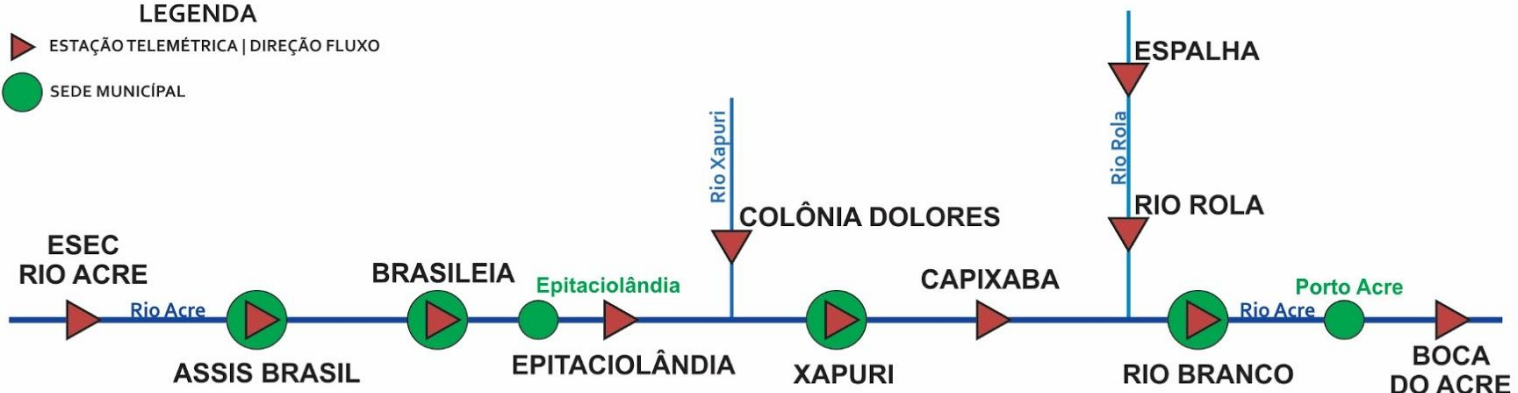 LEGENDA
ESTAÇÃO TELEMÉTRICA | DIREÇÃO FLUXO
SEDE MUNICÍPAL
ESPALHA
Rio Xapuri
Rio Rola
COLÔNIA DOLORES
RIO ROLA
ESEC
RIO ACRE
BRASILEIA
Epitaciolândia
CAPIXABA
Porto Acre
Rio Acre
Rio Acre
ASSIS BRASIL
EPITACIOLÂNDIA
XAPURI
RIO BRANCO
BOCA
DO ACRE